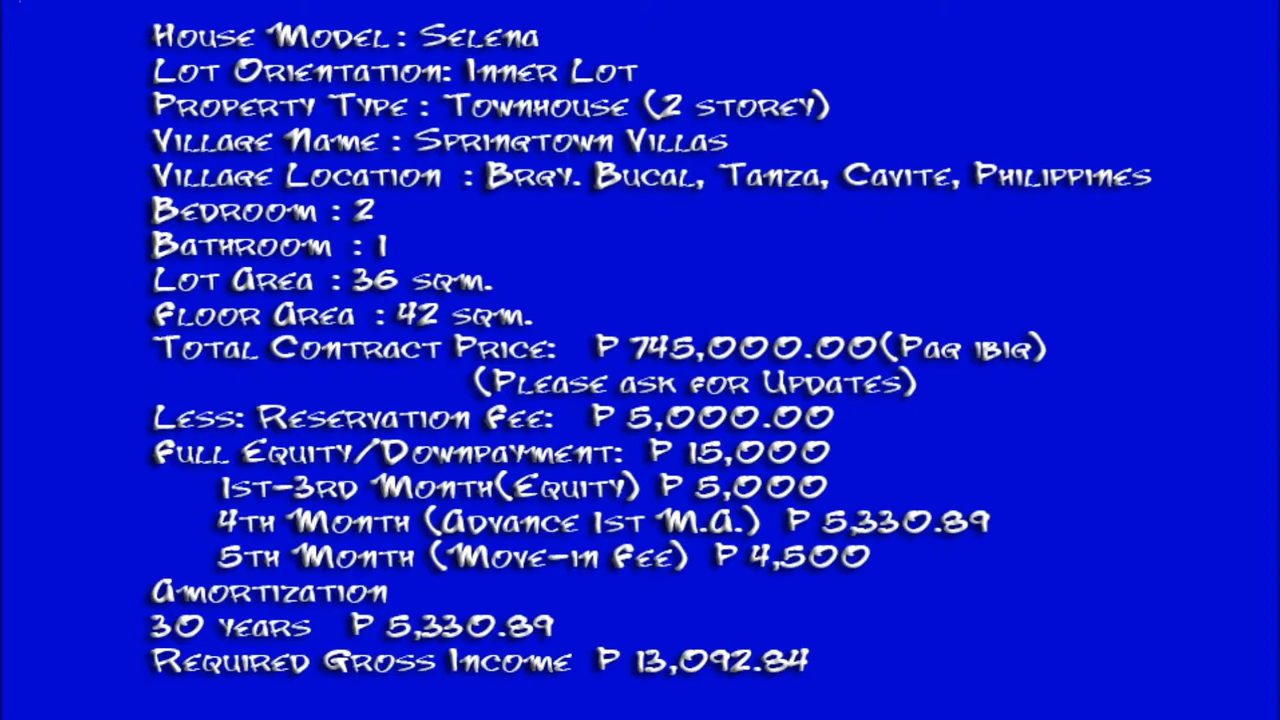 House Model : Selena
Lot Orientation: Inner Lot
Property Type : Townhouse (2 storey)
Village Name : Springtown Villas
Village Location : Brgy. Bucal, Tanza, Cavite, Philippines
Bedroom : 2
Bathroom : 1
Lot Area : 36 sqm.
Floor Area : 42 sqm.
Total Contract Price: P 745,000.00(Pag ibig)
(Please ask for Updates)
Less: Reservation Fee: P 5,000.00
Full Equity/Downpayment: P 15,000
1st-3rd Month(Equity) P 5,000
4th Month (Advance 1st M.A.) P 5,330.89
5th Month (Move-in Fee) P 4,500
Amortization
30 years P 5,330.89
Required Gross Income P 13,092.84